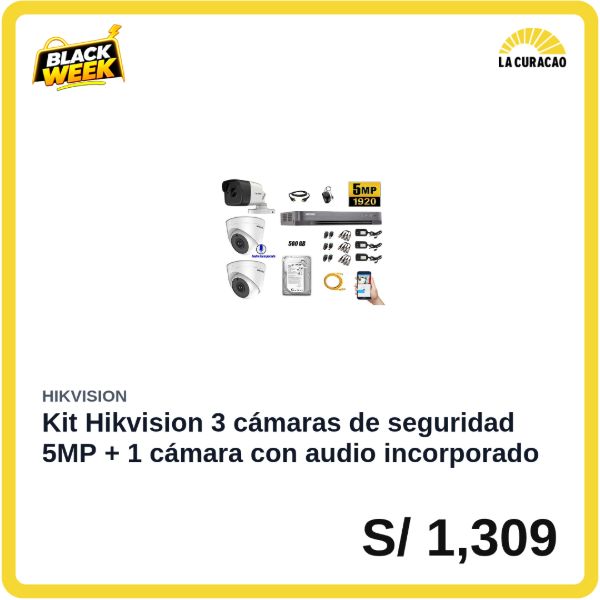 BLACK
WEEK
LA CURACAO
5MP
1920
500 GB
HIKVISION
Kit Hikvision 3 cámaras de seguridad
5MP + 1 cámara con audio incorporado
S/ 1,309